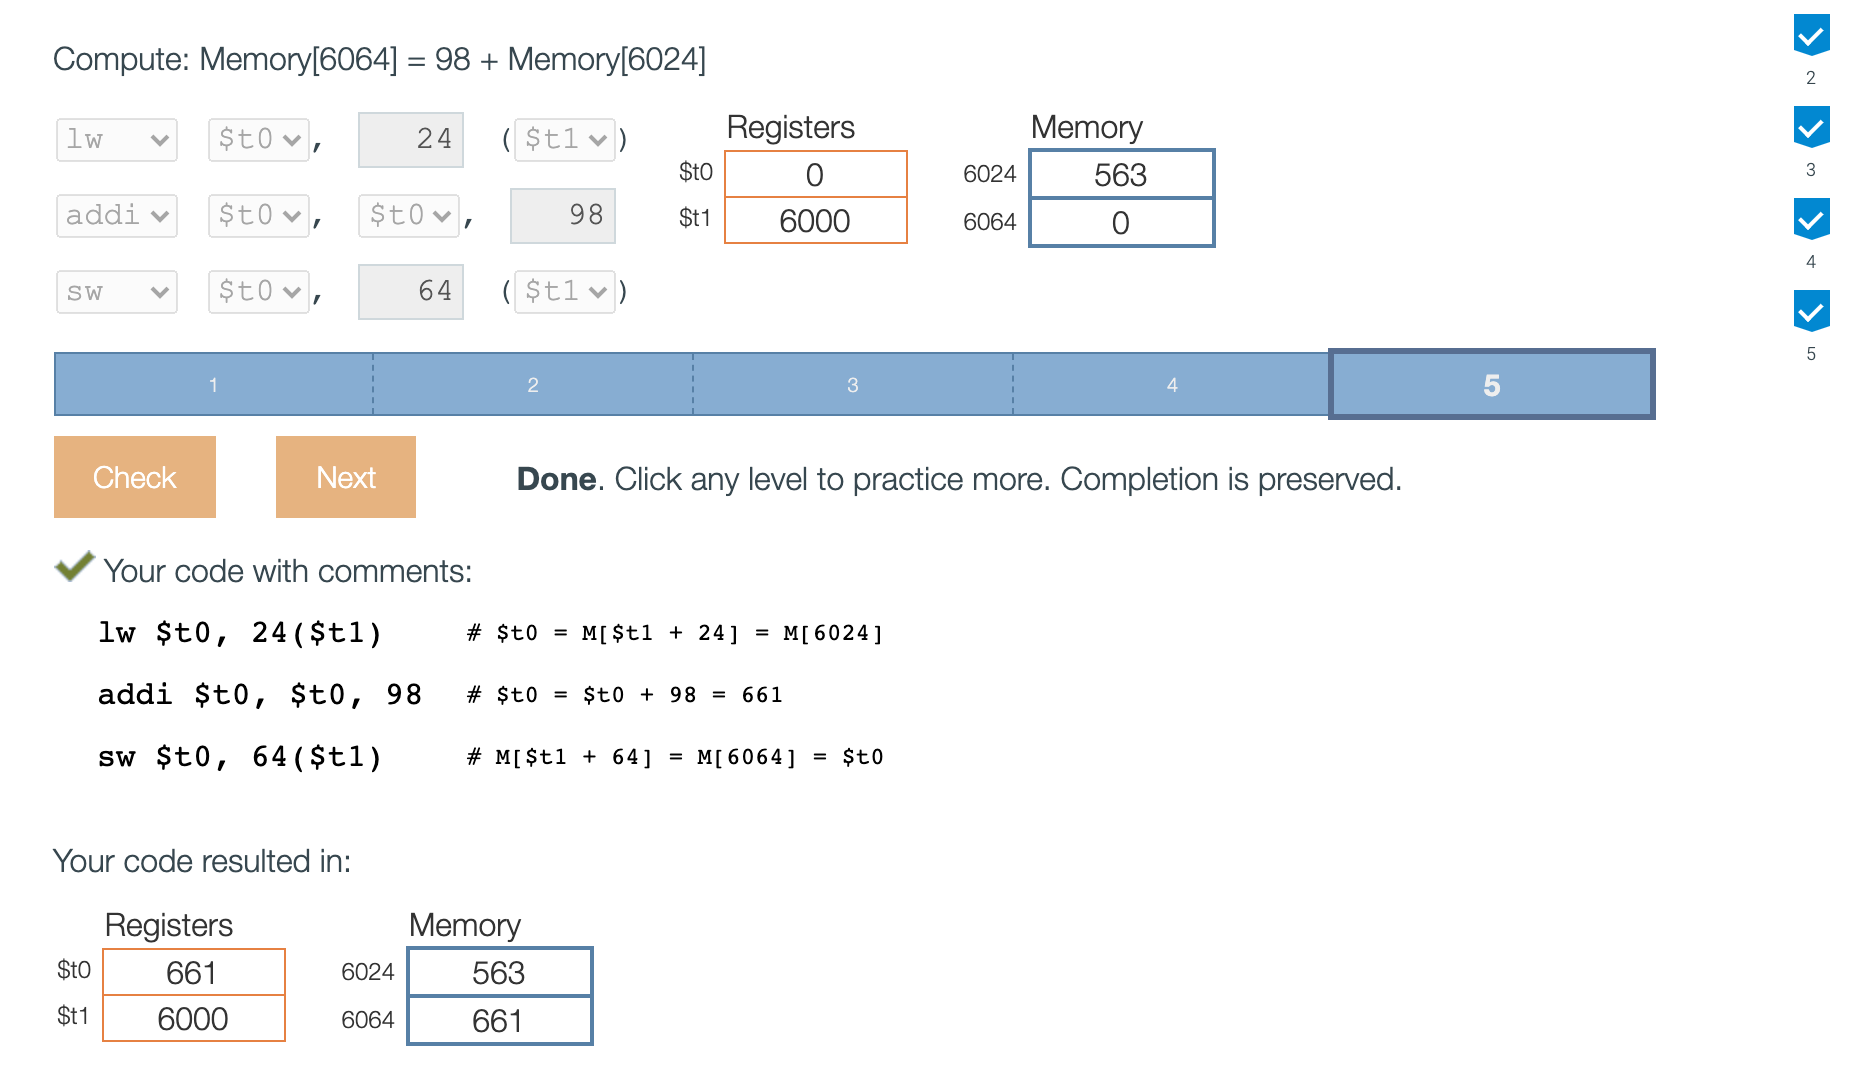 Compute: Memory[6064] = 98 + Memory[6024]
lw $t0, 24 ($t1)
addi $t0, $t0, 98
sw $t0, 64 ($t1)
Registers
$t0 0
$t1 6000
Memory
6024 563
6064 0
2
3
4
5
1 2 3 4 5
Check Next Done. Click any level to practice more. Completion is preserved.
Your code with comments:
lw $t0, 24($t1) # $t0 = M[$t1 + 24] = M[6024]
addi $t0, $t0, 98 # $t0 = $t0 + 98 = 661
sw $t0, 64($t1) # M[$t1 + 64] = M[6064] = $t0
Your code resulted in:
Registers
$t0 661
$t1 6000
Memory
6024 563
6064 661